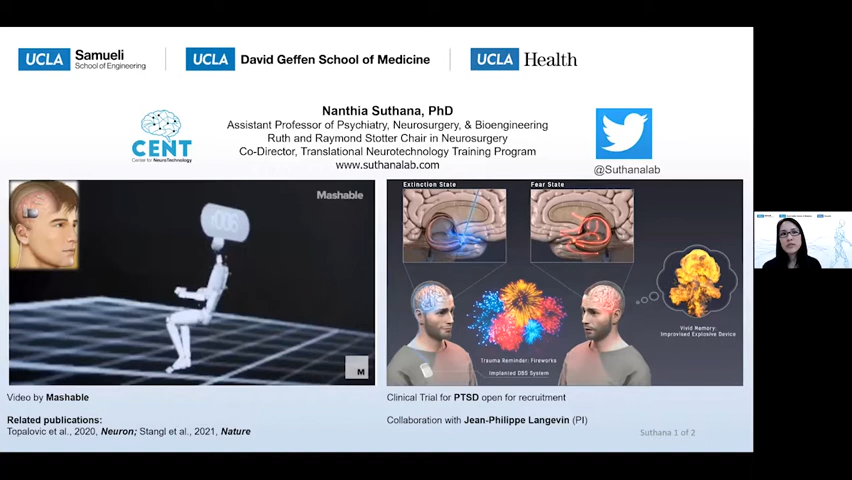 UCLA Samueli
School of Engineering
UCLA David Geffen School of Medicine
UCLA Health
CENT
Center for NeuroTechnology
Nanthia Suthana, PhD
Assistant Professor of Psychiatry, Neurosurgery, & Bioengineering
Ruth and Raymond Stotter Chair in Neurosurgery
Co-Director, Translational Neurotechnology Training Program
www.suthanalab.com
@Suthanalab
Mashable
M
Extinction State
Fear State
Trauma Reminder: Fireworks
Implanted DBS System
Vivid Memory:
Improvised Explosive Device
Video by Mashable
Related publications:
Topalovic et al., 2020, Neuron; Stangl et al., 2021, Nature
Clinical Trial for PTSD open for recruitment
Collaboration with Jean-Philippe Langevin (PI)
Suthana 1 of 2